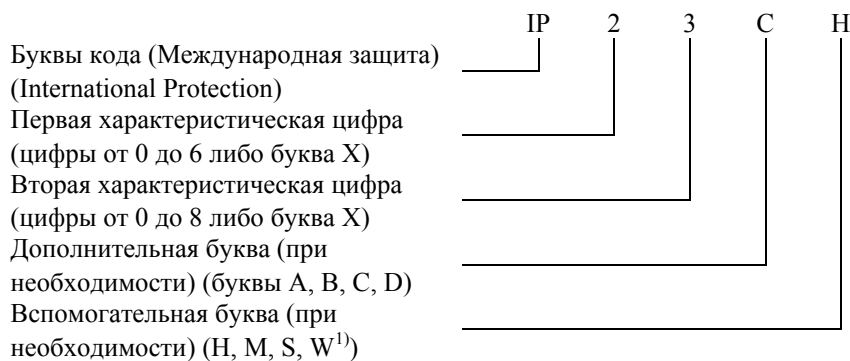 IP 2 3 C H
Буквы кода (Международная защита)
(International Protection)
Первая характеристическая цифра
(цифры от 0 до 6 либо буква X)
Вторая характеристическая цифра
(цифры от 0 до 8 либо буква X)
Дополнительная буква (при
необходимости) (буквы A, B, C, D)
Вспомогательная буква (при
необходимости) (H, M, S, W¹⁾)